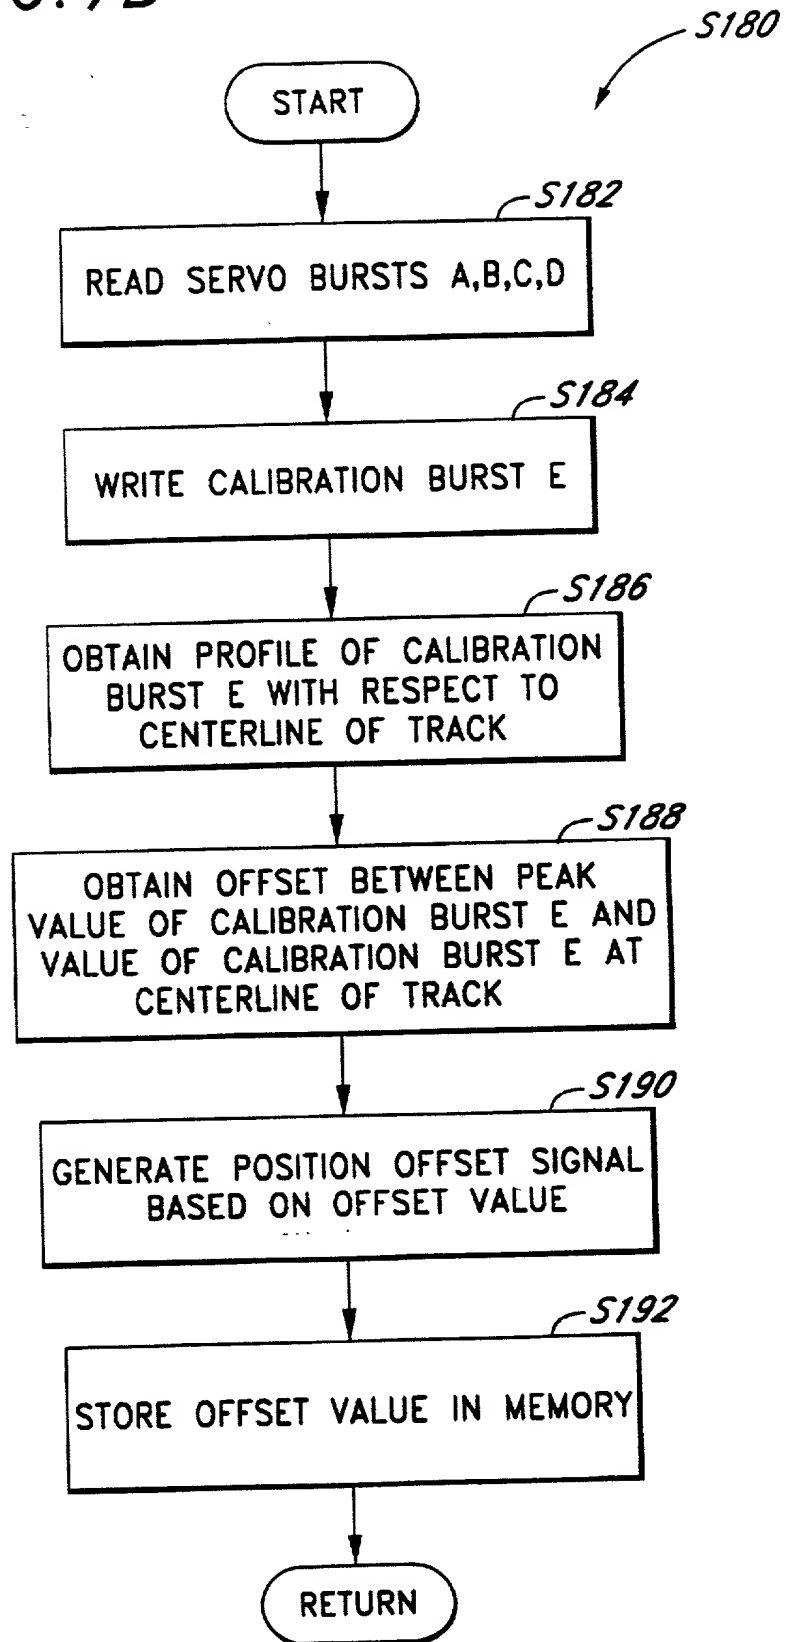 S180
START
S182
READ SERVO BURSTS A,B,C,D
S184
WRITE CALIBRATION BURST E
S186
OBTAIN PROFILE OF CALIBRATION
BURST E WITH RESPECT TO
CENTERLINE OF TRACK
S188
OBTAIN OFFSET BETWEEN PEAK
VALUE OF CALIBRATION BURST E AND
VALUE OF CALIBRATION BURST E AT
CENTERLINE OF TRACK
S190
GENERATE POSITION OFFSET SIGNAL
BASED ON OFFSET VALUE
S192
STORE OFFSET VALUE IN MEMORY
RETURN